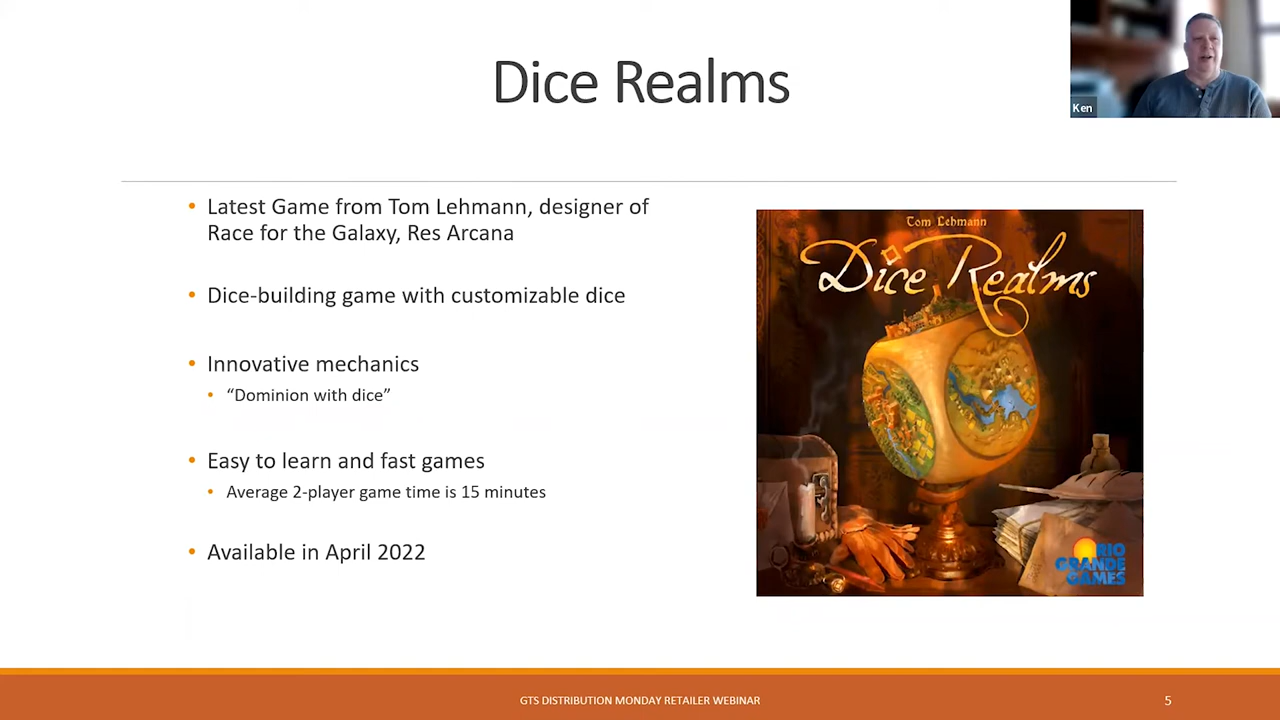 Dice Realms
Ken
• Latest Game from Tom Lehmann, designer of
Race for the Galaxy, Res Arcana
• Dice-building game with customizable dice
• Innovative mechanics
• “Dominion with dice”
• Easy to learn and fast games
• Average 2-player game time is 15 minutes
• Available in April 2022
Tom Lehmann
Dice Realms
RIO
GRANDE
GAMES
GTS DISTRIBUTION MONDAY RETAILER WEBINAR
5